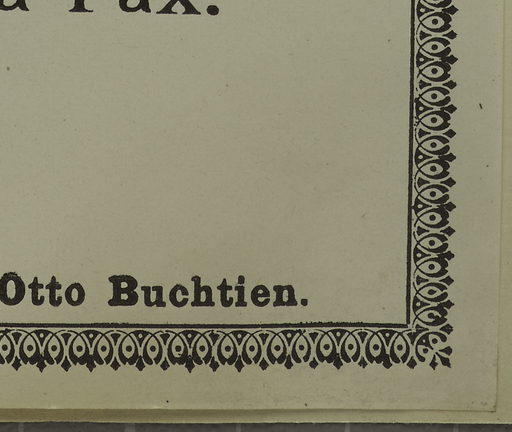 a Pax.
Otto Buchtien.